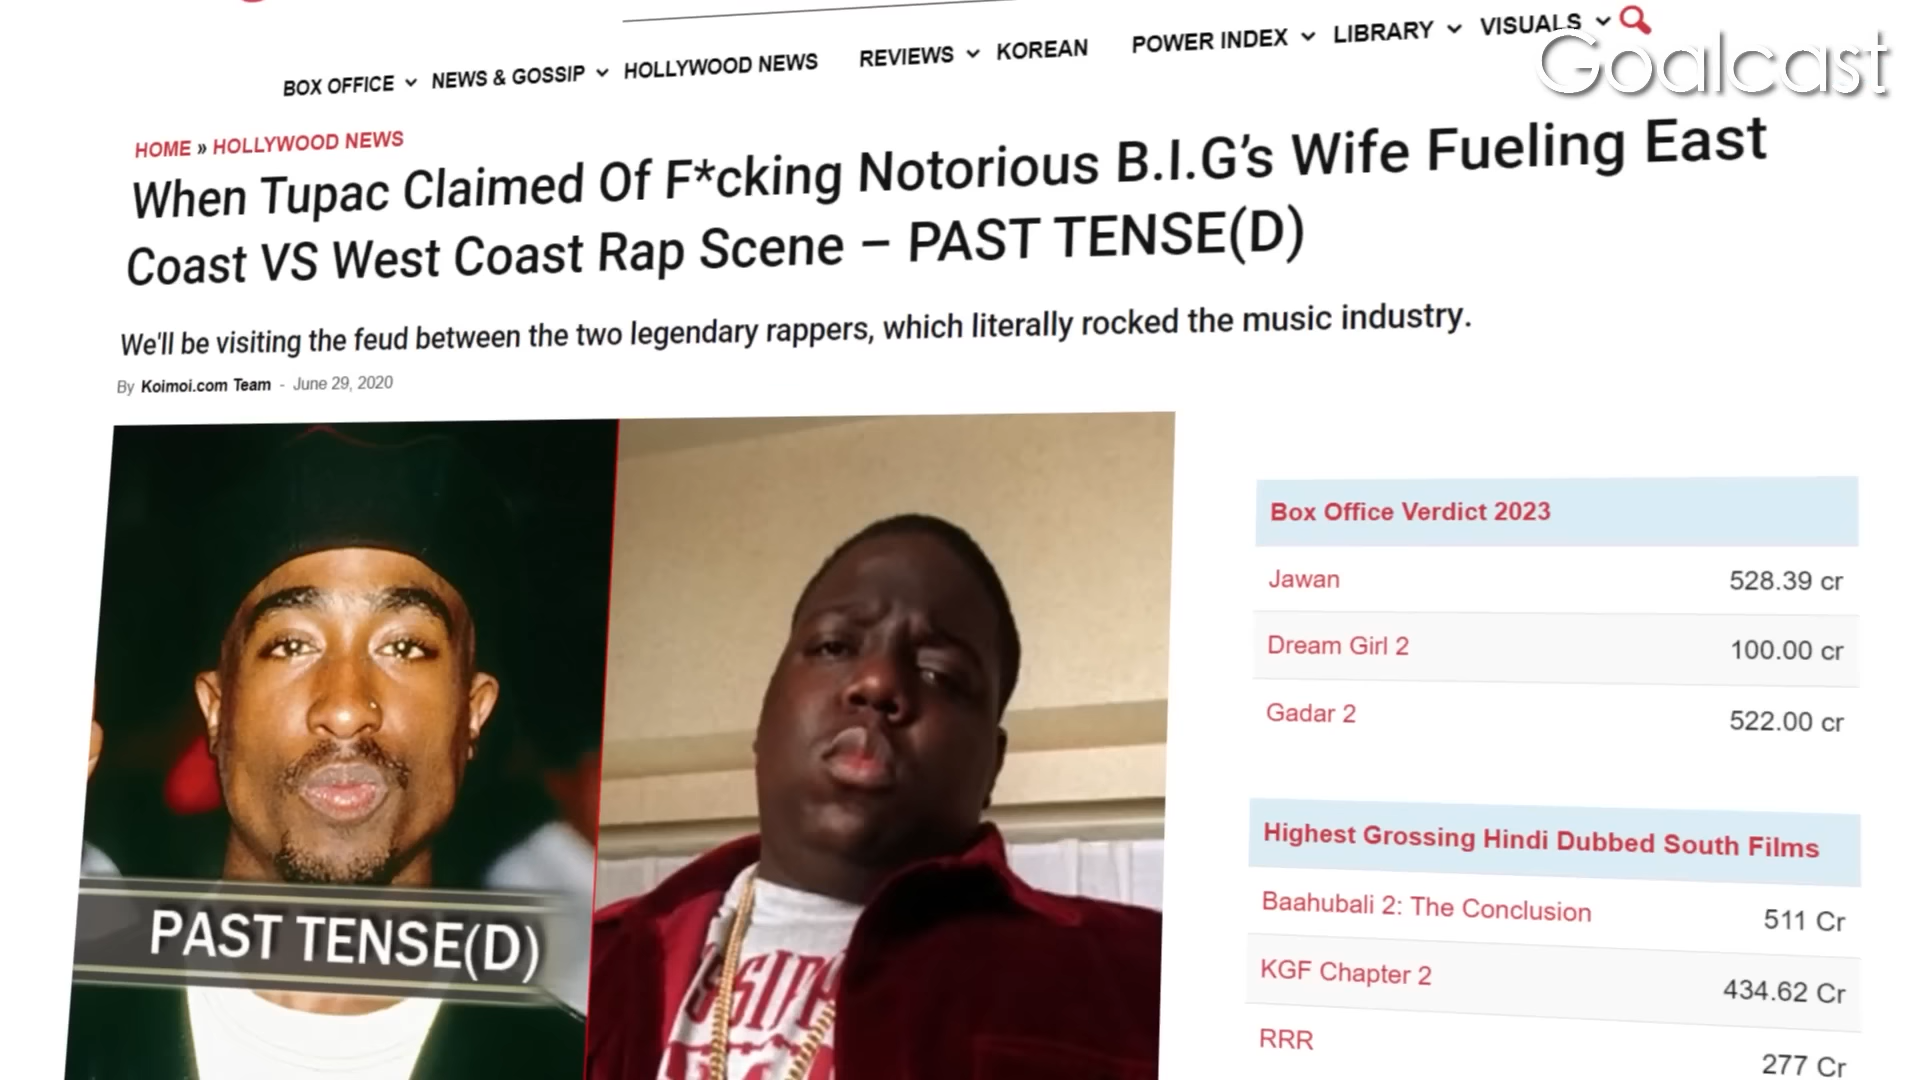 BOX OFFICE NEWS & GOSSIP HOLLYWOOD NEWS REVIEWS KOREAN POWER INDEX LIBRARY VISUALS
Goalcast
HOME » HOLLYWOOD NEWS
When Tupac Claimed Of F*cking Notorious B.I.G’s Wife Fueling East
Coast VS West Coast Rap Scene – PAST TENSE(D)
We'll be visiting the feud between the two legendary rappers, which literally rocked the music industry.
By Koimoi.com Team - June 29, 2020
PAST TENSE(D)
Box Office Verdict 2023
Jawan 528.39 cr
Dream Girl 2 100.00 cr
Gadar 2 522.00 cr
Highest Grossing Hindi Dubbed South Films
Baahubali 2: The Conclusion 511 Cr
KGF Chapter 2 434.62 Cr
RRR 277 Cr